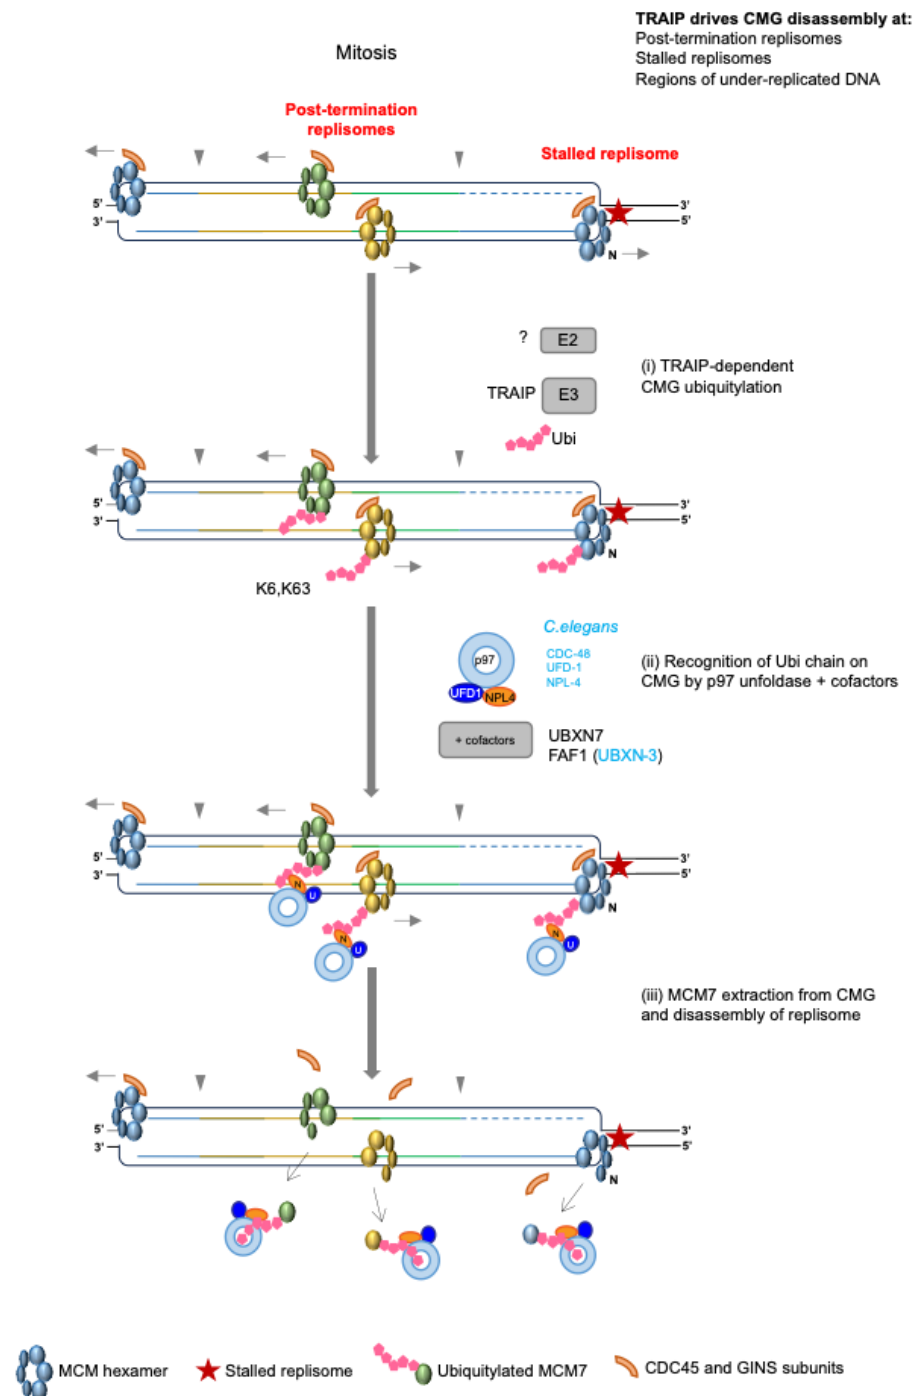 TRAIP drives CMG disassembly at:
Post-termination replisomes
Stalled replisomes
Regions of under-replicated DNA
Mitosis
Post-termination
replisomes
Stalled replisome
5'
3'
3'
5'
N
?
E2
TRAIP
E3
Ubi
(i) TRAIP-dependent
CMG ubiquitylation
5'
3'
3'
5'
N
K6,K63
p97
UFD1
NPL4
C.elegans
CDC-48
UFD-1
NPL-4
(ii) Recognition of Ubi chain on
CMG by p97 unfoldase + cofactors
+ cofactors
UBXN7
FAF1 (UBXN-3)
5'
3'
3'
5'
N
N
U
N
U
N
U
(iii) MCM7 extraction from CMG
and disassembly of replisome
5'
3'
3'
5'
N
MCM hexamer
Stalled replisome
Ubiquitylated MCM7
CDC45 and GINS subunits